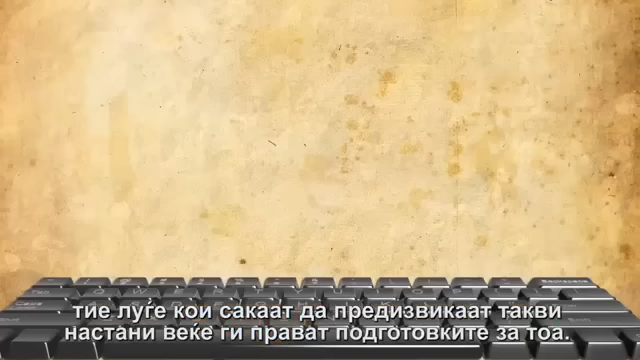 тие луѓе кои сакаат да предизвикаат такви
настани веќе ги прават подготовките за тоа.